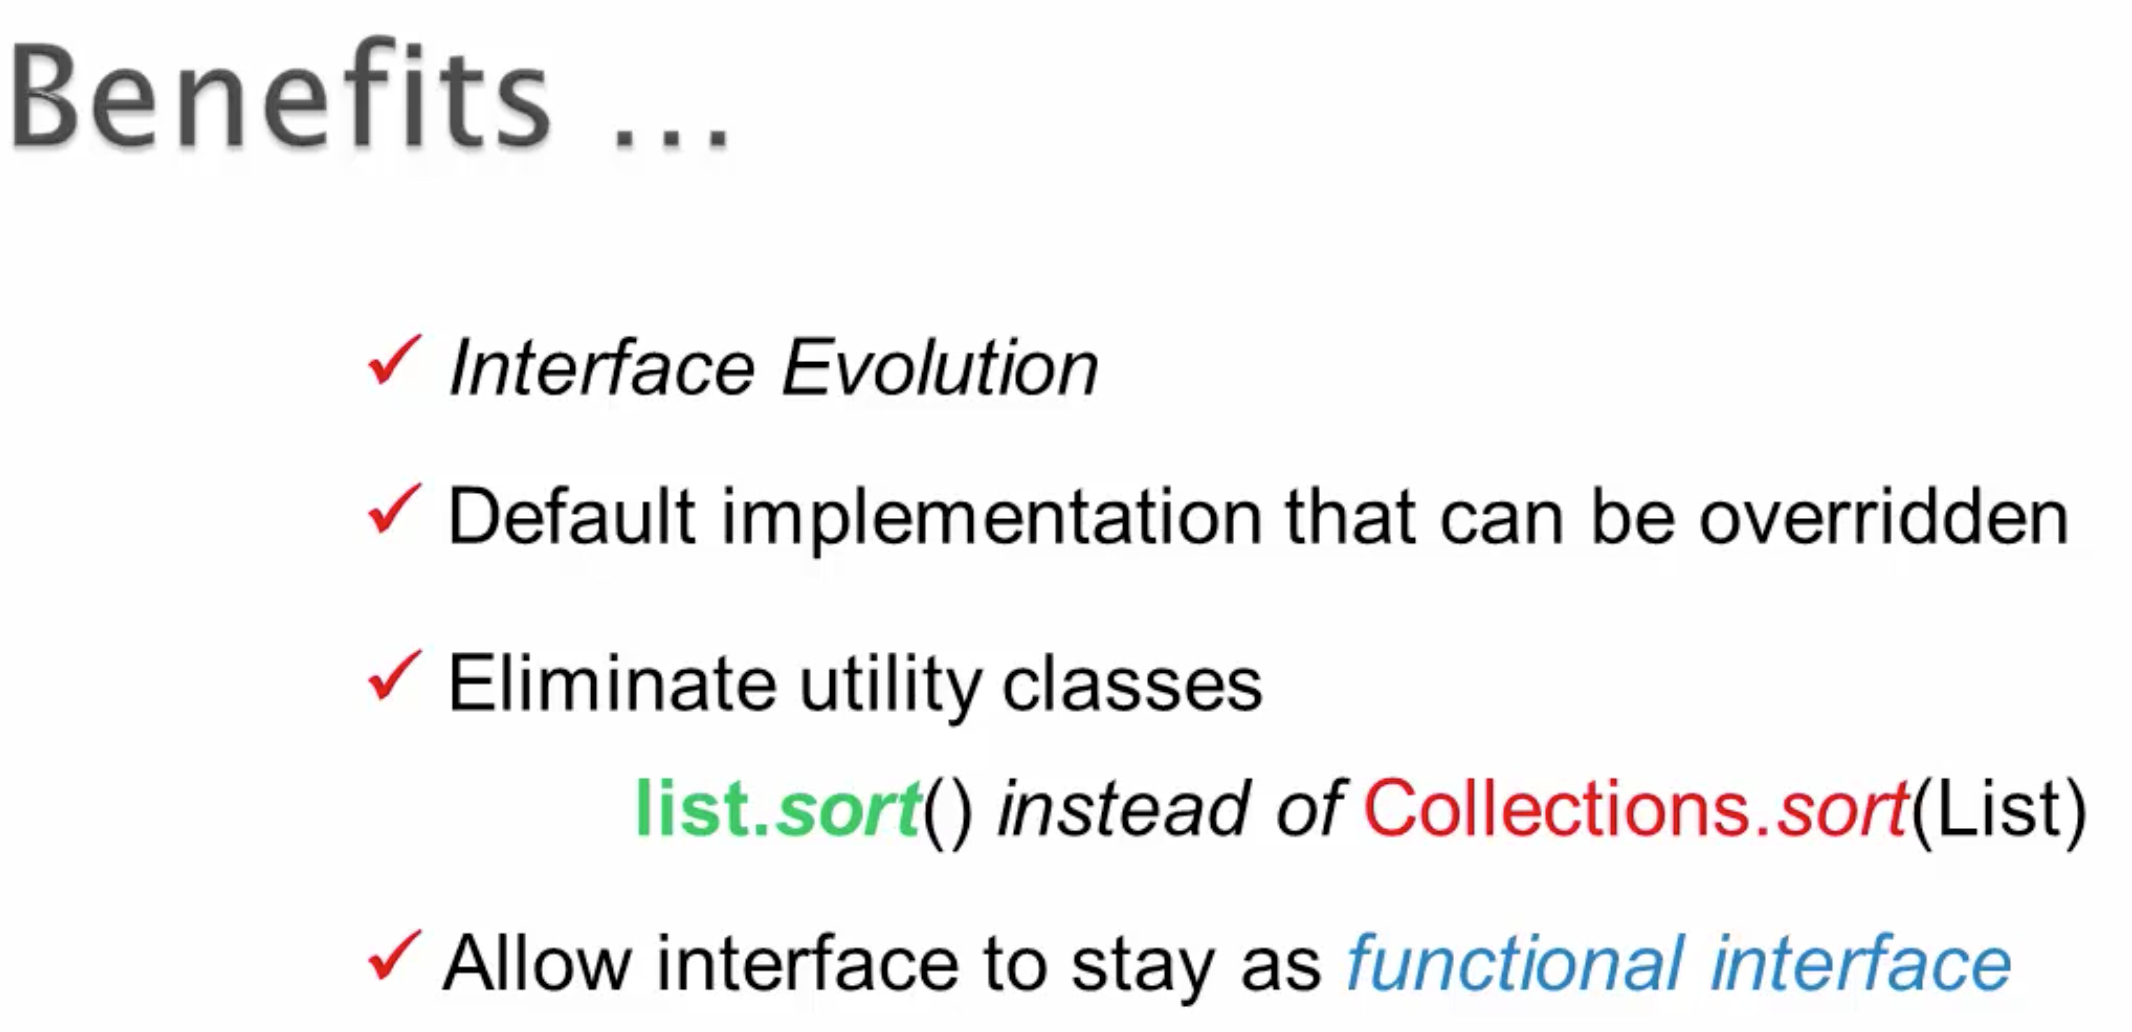 Benefits ...
✓ Interface Evolution
✓ Default implementation that can be overridden
✓ Eliminate utility classes
list.sort() instead of Collections.sort(List)
✓ Allow interface to stay as functional interface